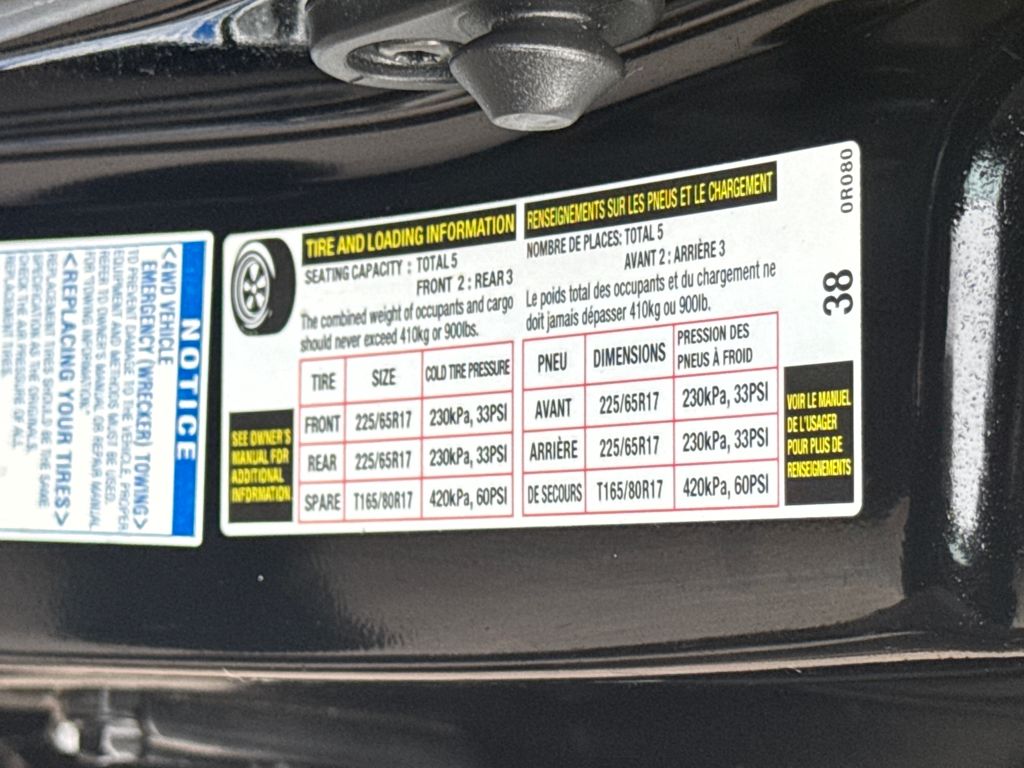 NOTICE
<4WD VEHICLE
EMERGENCY (WRECKER) TOWING>
TO PREVENT DAMAGE TO THE VEHICLE, PROPER
EQUIPMENT AND METHODS MUST BE USED.
REFER TO OWNER'S MANUAL OR REPAIR MANUAL
FOR "TOWING INFORMATION."
<REPLACING YOUR TIRES>
REPLACEMENT TIRES SHOULD BE THE SAME
SPECIFICATION AS THE ORIGINALS.
CHECK THE AIR PRESSURE OF ALL
REPLACEMENT TIRES.
TIRE AND LOADING INFORMATION
SEATING CAPACITY : TOTAL 5
FRONT 2 : REAR 3
The combined weight of occupants and cargo
should never exceed 410kg or 900lbs.
TIRE SIZE COLD TIRE PRESSURE
FRONT 225/65R17 230kPa, 33PSI
REAR 225/65R17 230kPa, 33PSI
SPARE T165/80R17 420kPa, 60PSI
SEE OWNER'S
MANUAL FOR
ADDITIONAL
INFORMATION
RENSEIGNEMENTS SUR LES PNEUS ET LE CHARGEMENT
NOMBRE DE PLACES: TOTAL 5
AVANT 2 : ARRIÈRE 3
Le poids total des occupants et du chargement ne
doit jamais dépasser 410kg ou 900lb.
PNEU DIMENSIONS PRESSION DES
PNEUS À FROID
AVANT 225/65R17 230kPa, 33PSI
ARRIÈRE 225/65R17 230kPa, 33PSI
DE SECOURS T165/80R17 420kPa, 60PSI
VOIR LE MANUEL
DE L'USAGER
POUR PLUS DE
RENSEIGNEMENTS
38
0R080